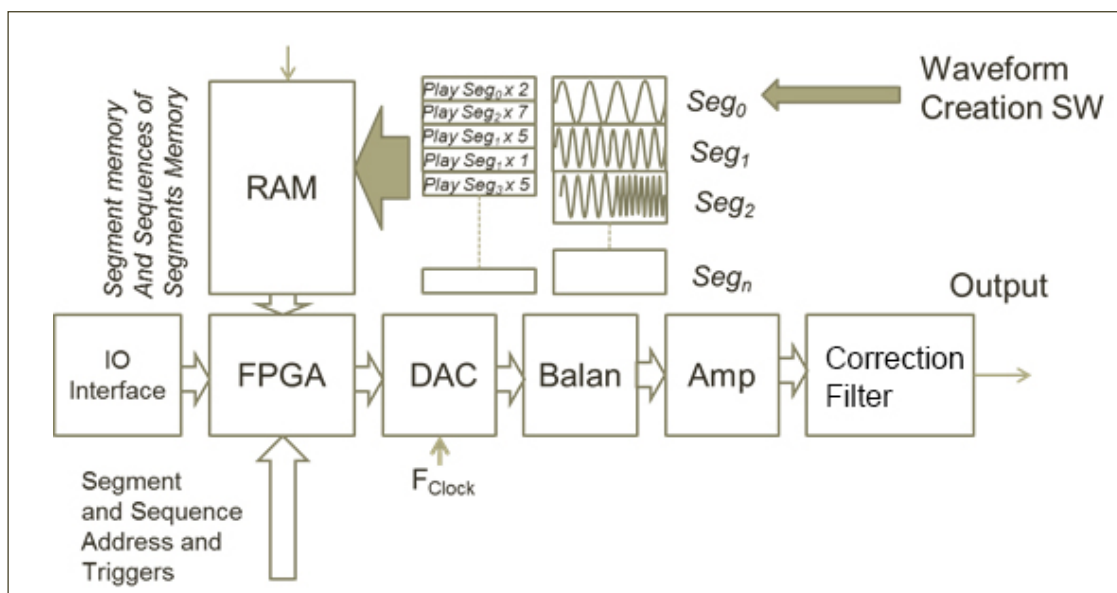 Segment memory
And Sequences of
Segments Memory
RAM
Play Seg₀ x 2
Play Seg₂ x 7
Play Seg₁ x 5
Play Seg₁ x 1
Play Seg₃ x 5
Seg₀
Seg₁
Seg₂
Segₙ
Waveform
Creation SW
Output
IO
Interface
FPGA
DAC
Balan
Amp
Correction
Filter
F_Clock
Segment
and Sequence
Address and
Triggers